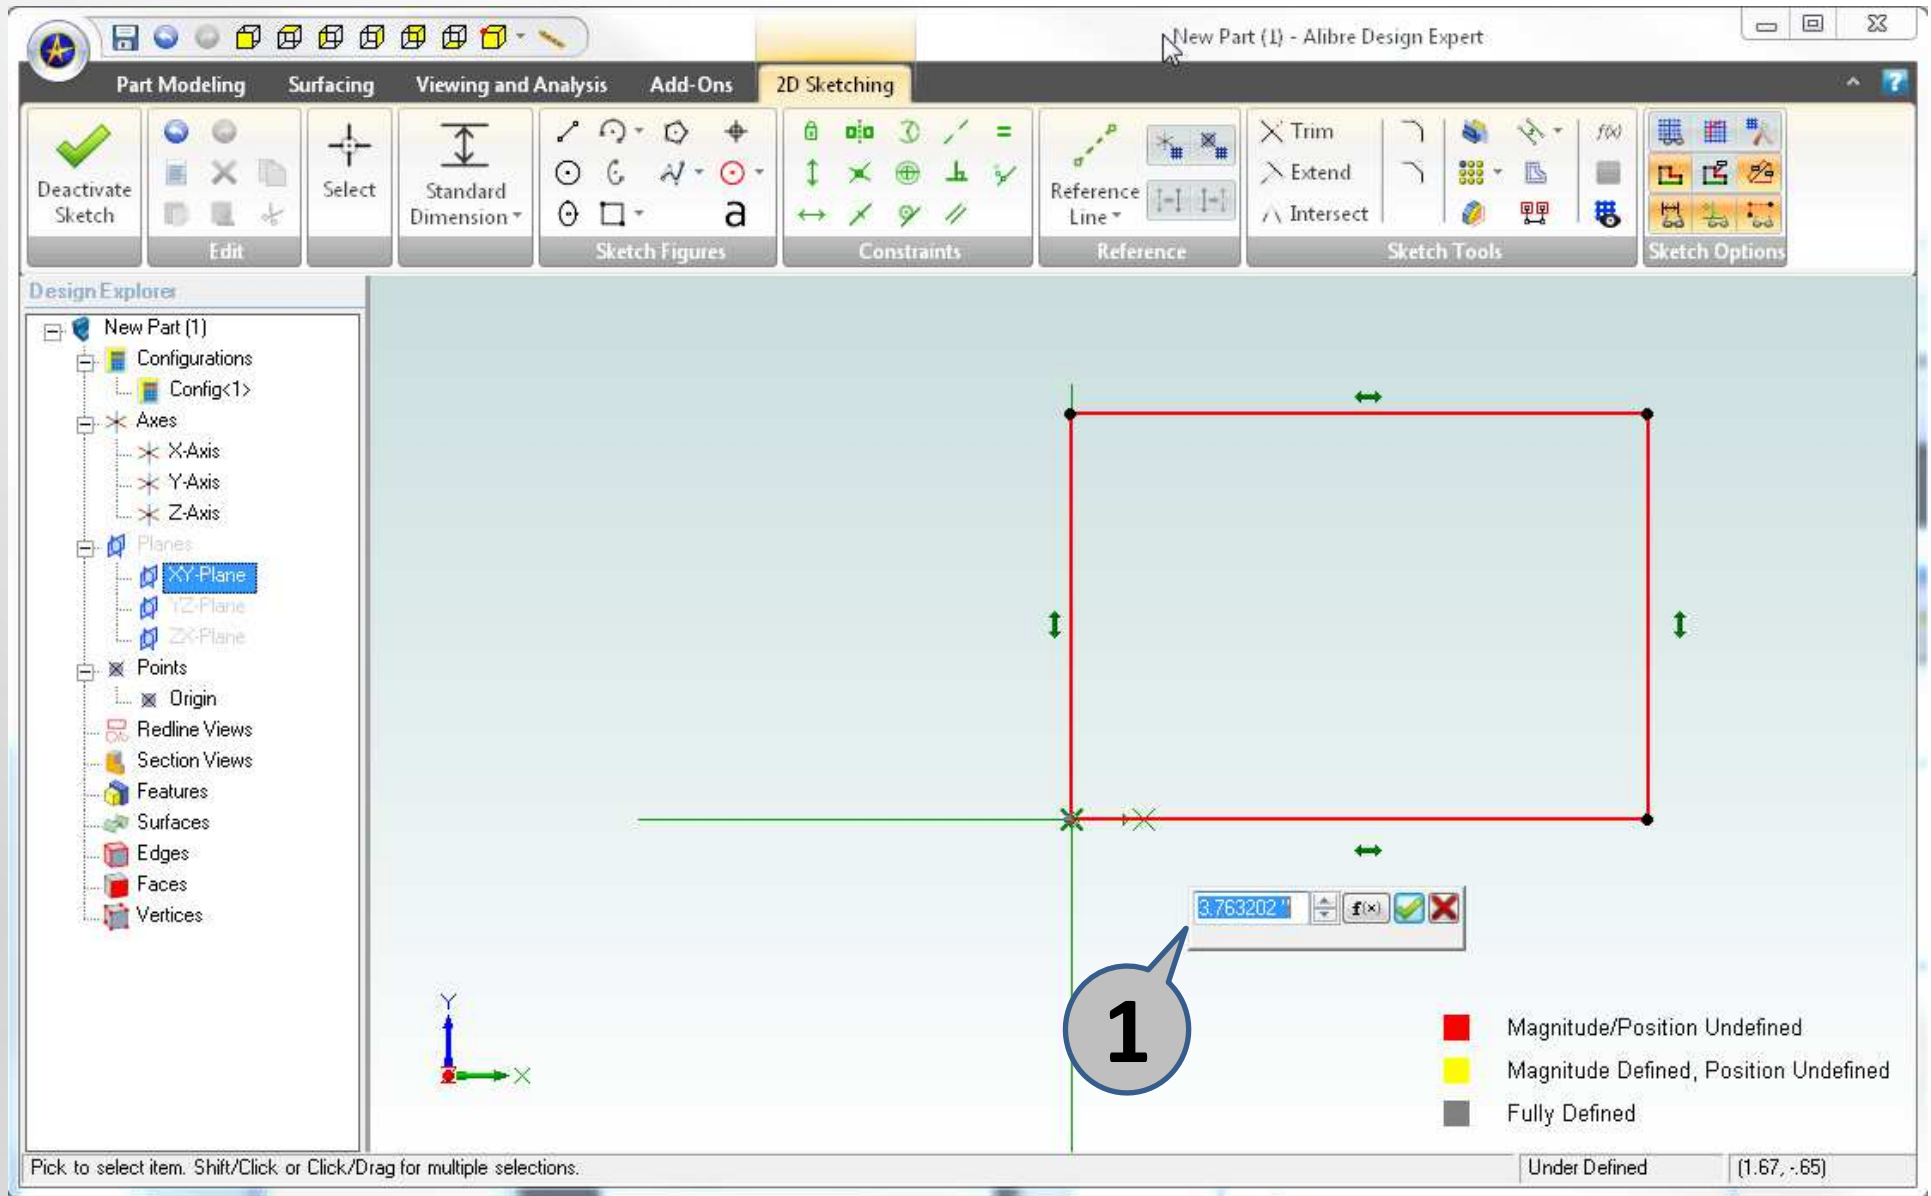 New Part (1) - Alibre Design Expert
Part Modeling Surfacing Viewing and Analysis Add-Ons 2D Sketching
Deactivate
Sketch
Edit
Select
Standard
Dimension
a
Sketch Figures
Constraints
Reference
Line
Reference
Trim
Extend
Intersect
f(x)
Sketch Tools
Sketch Options
Design Explorer
New Part (1)
Configurations
Config<1>
Axes
X-Axis
Y-Axis
Z-Axis
Planes
XY-Plane
YZ-Plane
ZX-Plane
Points
Origin
Redline Views
Section Views
Features
Surfaces
Edges
Faces
Vertices
X
3.763202 " f(x)
1
Y
X
Magnitude/Position Undefined
Magnitude Defined, Position Undefined
Fully Defined
Pick to select item. Shift/Click or Click/Drag for multiple selections. Under Defined (1.67, -.65)